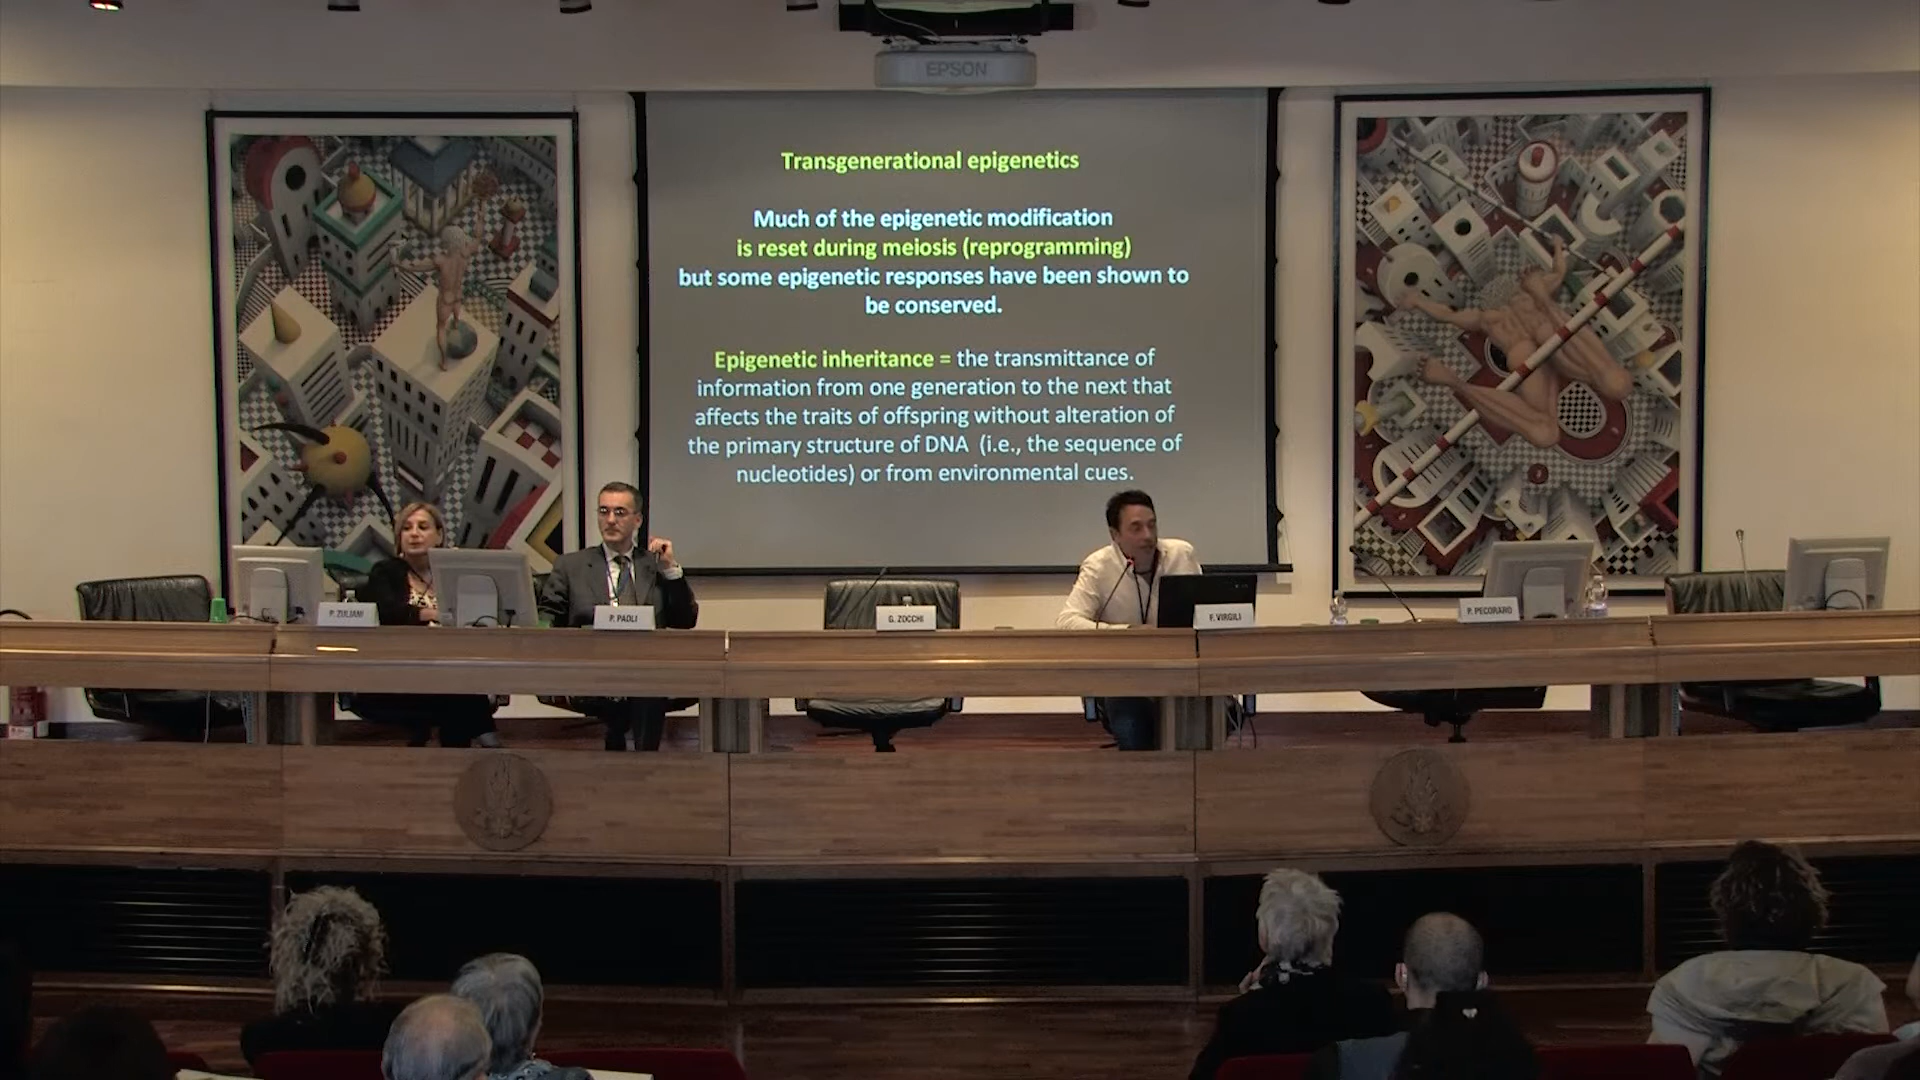 EPSON
Transgenerational epigenetics
Much of the epigenetic modification
is reset during meiosis (reprogramming)
but some epigenetic responses have been shown to
be conserved.
Epigenetic inheritance = the transmittance of
information from one generation to the next that
affects the traits of offspring without alteration of
the primary structure of DNA (i.e., the sequence of
nucleotides) or from environmental cues.
P. ZULIANI
P. PAOLI
G. ZOCCHI
F. VIRGILI
P. PECORARO